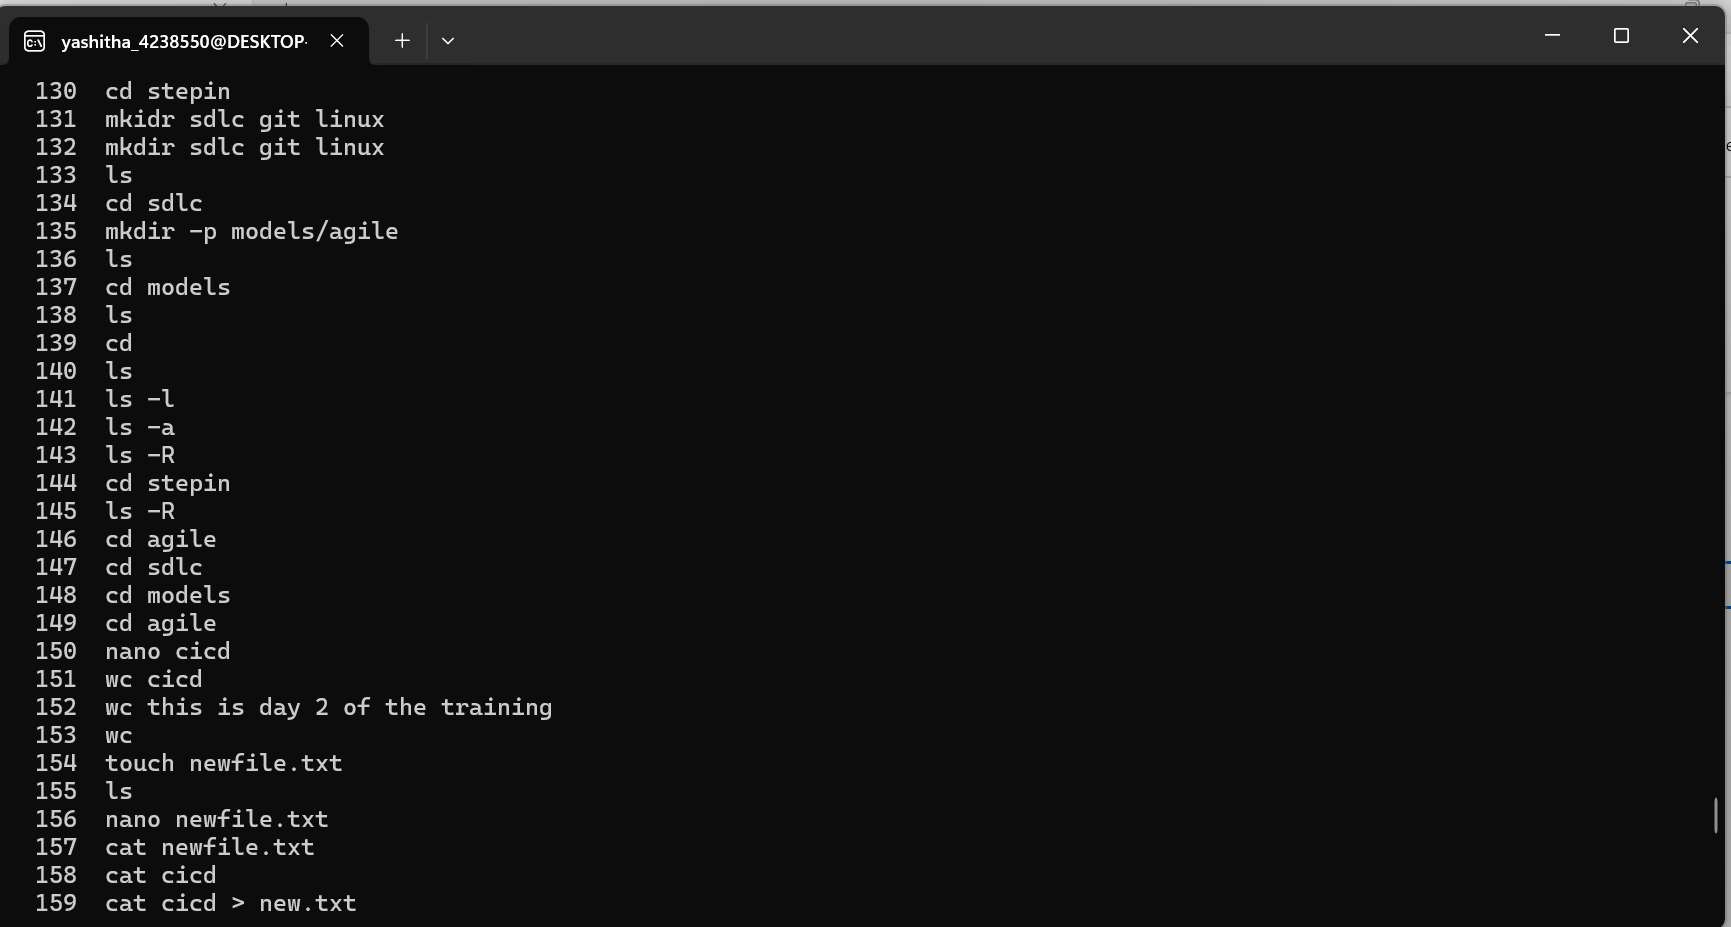 yashitha_4238550@DESKTOP-
130 cd stepin
131 mkidr sdlc git linux
132 mkdir sdlc git linux
133 ls
134 cd sdlc
135 mkdir -p models/agile
136 ls
137 cd models
138 ls
139 cd
140 ls
141 ls -l
142 ls -a
143 ls -R
144 cd stepin
145 ls -R
146 cd agile
147 cd sdlc
148 cd models
149 cd agile
150 nano cicd
151 wc cicd
152 wc this is day 2 of the training
153 wc
154 touch newfile.txt
155 ls
156 nano newfile.txt
157 cat newfile.txt
158 cat cicd
159 cat cicd > new.txt